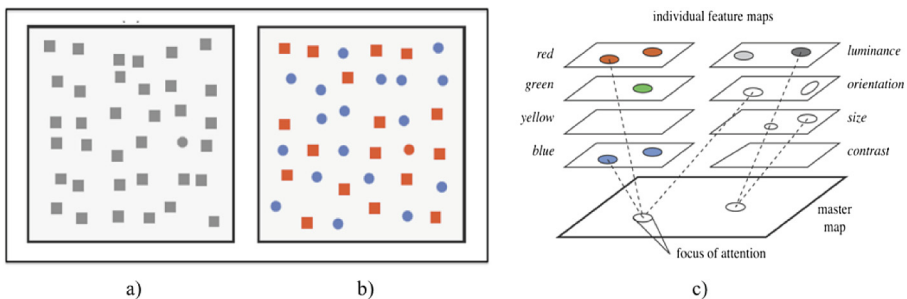 individual feature maps
red
luminance
green
orientation
yellow
size
blue
contrast
master
map
focus of attention
a)
b)
c)